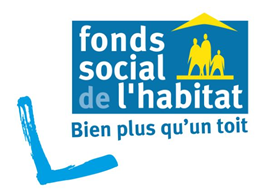 fonds
social
de l'habitat
Bien plus qu'un toit